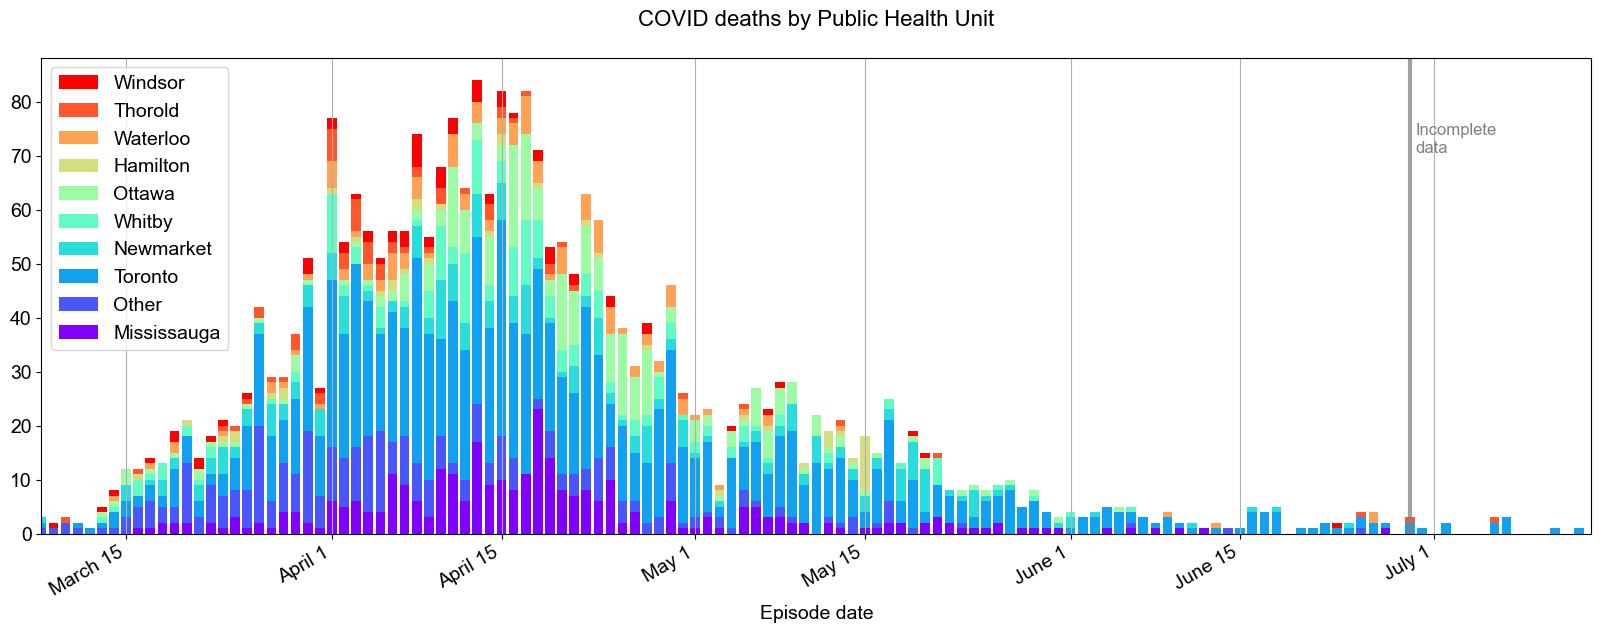 COVID deaths by Public Health Unit
Windsor
Thorold
Waterloo
Hamilton
Ottawa
Whitby
Newmarket
Toronto
Other
Mississauga
Incomplete
data
80
70
60
50
40
30
20
10
0
March 15
April 1
April 15
May 1
May 15
June 1
June 15
July 1
Episode date